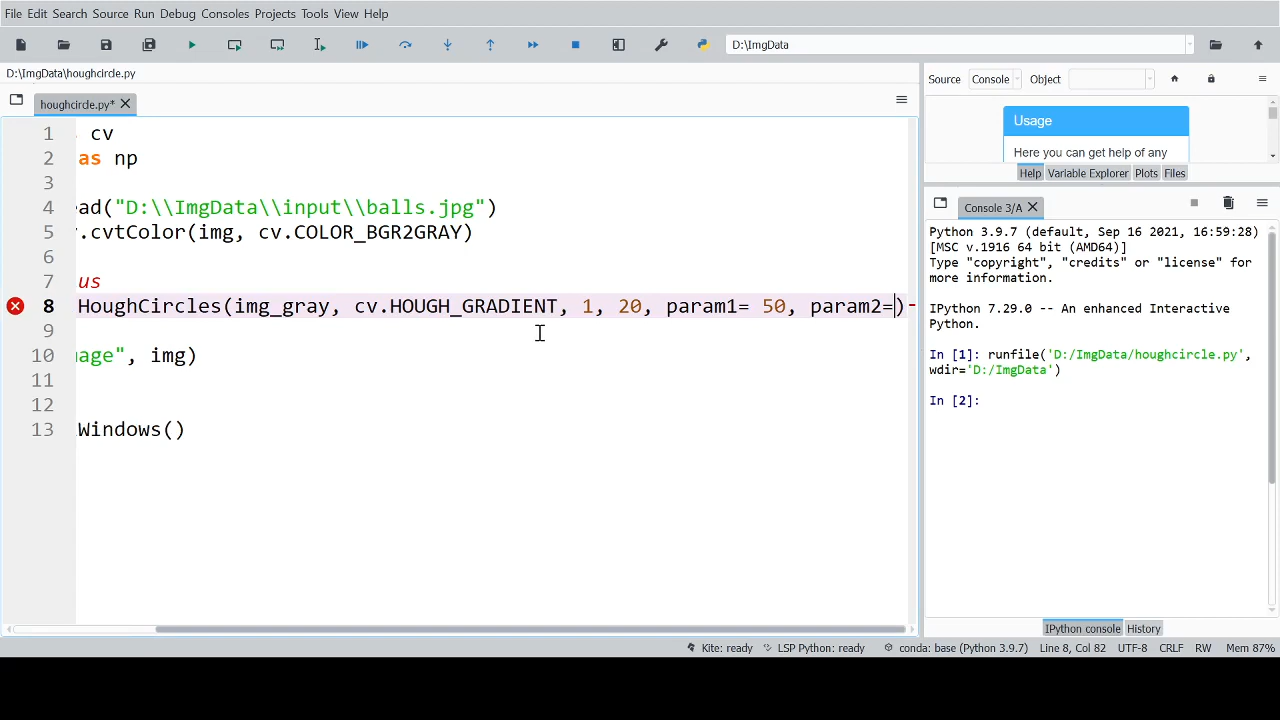 File Edit Search Source Run Debug Consoles Projects Tools View Help
D:\ImgData
D:\ImgData\houghcircle.py
houghcirde.py*
1 s cv
2 as np
3
4 ead("D:\\ImgData\\input\\balls.jpg")
5 .cvtColor(img, cv.COLOR_BGR2GRAY)
6
7 us
8 HoughCircles(img_gray, cv.HOUGH_GRADIENT, 1, 20, param1= 50, param2=)
9
10 mage", img)
11
12
13 Windows()
Source Console Object
Usage
Here you can get help of any
Help Variable Explorer Plots Files
Console 3/A
Python 3.9.7 (default, Sep 16 2021, 16:59:28)
[MSC v.1916 64 bit (AMD64)]
Type "copyright", "credits" or "license" for
more information.
IPython 7.29.0 -- An enhanced Interactive
Python.
In [1]: runfile('D:/ImgData/houghcircle.py',
wdir='D:/ImgData')
In [2]:
IPython console History
Kite: ready LSP Python: ready conda: base (Python 3.9.7) Line 8, Col 82 UTF-8 CRLF RW Mem 87%